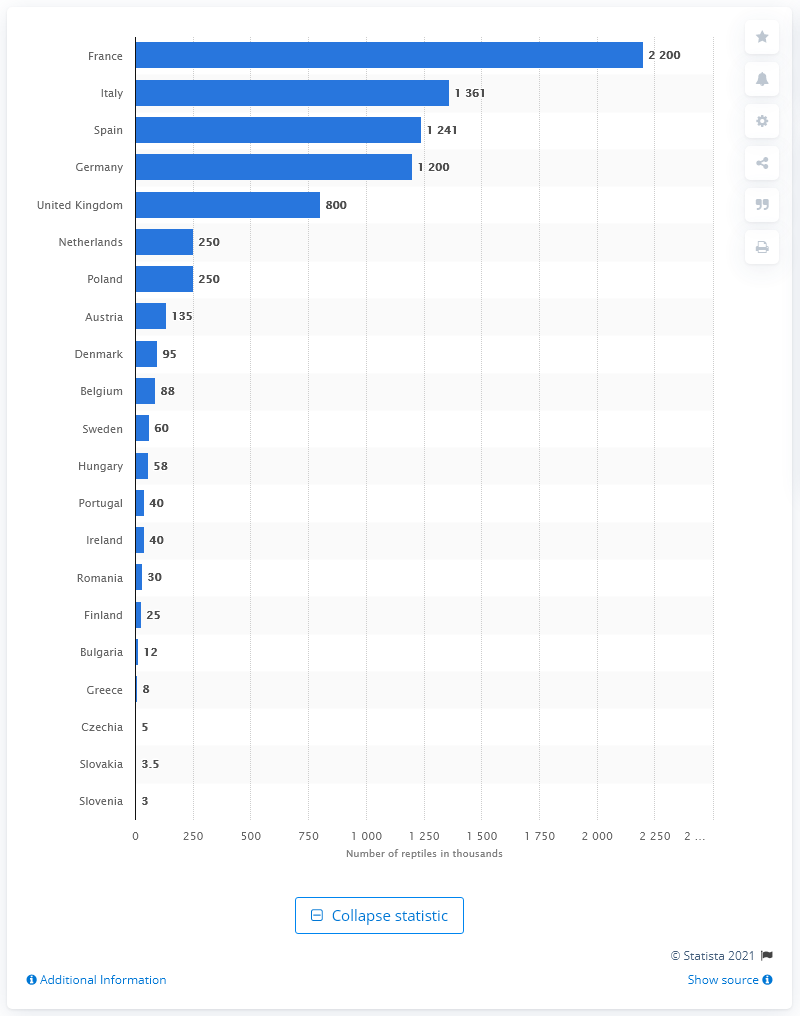 France 2 200
Italy 1 361
Spain 1 241
Germany 1 200
United Kingdom 800
Netherlands 250
Poland 250
Austria 135
Denmark 95
Belgium 88
Sweden 60
Hungary 58
Portugal 40
Ireland 40
Romania 30
Finland 25
Bulgaria 12
Greece 8
Czechia 5
Slovakia 3.5
Slovenia 3
0 250 500 750 1 000 1 250 1 500 1 750 2 000 2 250 2 ...
Number of reptiles in thousands
Collapse statistic
© Statista 2021
Additional Information Show source